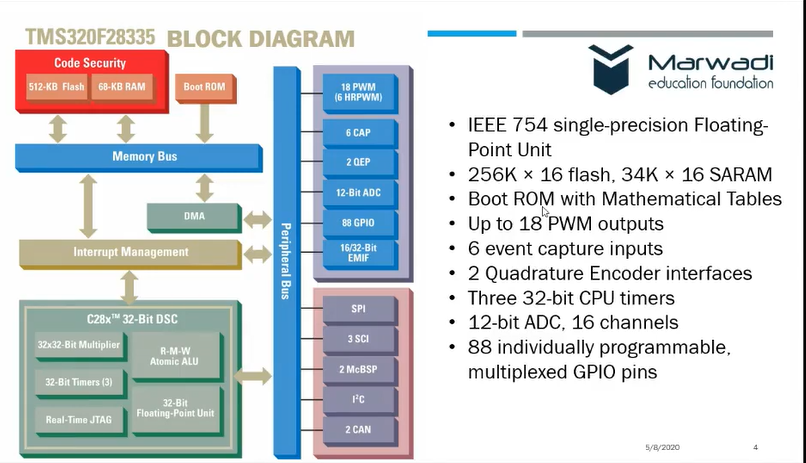 TMS320F28335 BLOCK DIAGRAM
Code Security
512-KB Flash
68-KB RAM
Boot ROM
Memory Bus
DMA
Interrupt Management
C28x™ 32-Bit DSC
32x32-Bit Multiplier
32-Bit Timers (3)
Real-Time JTAG
R-M-W
Atomic ALU
32-Bit
Floating-Point Unit
Peripheral Bus
18 PWM
(6 HRPWM)
6 CAP
2 QEP
12-Bit ADC
88 GPIO
16/32-Bit
EMIF
SPI
3 SCI
2 McBSP
I²C
2 CAN
Marwadi
education foundation
• IEEE 754 single-precision Floating-
Point Unit
• 256K × 16 flash, 34K × 16 SARAM
• Boot ROM with Mathematical Tables
• Up to 18 PWM outputs
• 6 event capture inputs
• 2 Quadrature Encoder interfaces
• Three 32-bit CPU timers
• 12-bit ADC, 16 channels
• 88 individually programmable,
multiplexed GPIO pins
5/8/2020
4